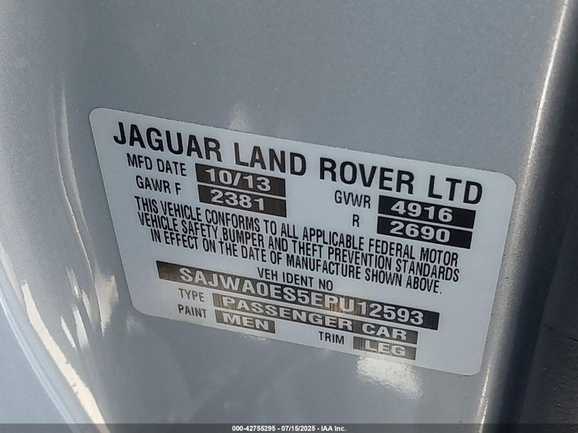 JAGUAR LAND ROVER LTD
MFD DATE 10/13 GVWR 4916
GAWR F 2381 R 2690
THIS VEHICLE CONFORMS TO ALL APPLICABLE FEDERAL MOTOR
VEHICLE SAFETY, BUMPER AND THEFT PREVENTION STANDARDS
IN EFFECT ON THE DATE OF MANUFACTURE SHOWN ABOVE.
VEH IDENT NO
SAJWA0ES5EPU12593
TYPE PASSENGER CAR
PAINT MEN TRIM LEG
000-42755295 - 07/15/2025 - IAA Inc.